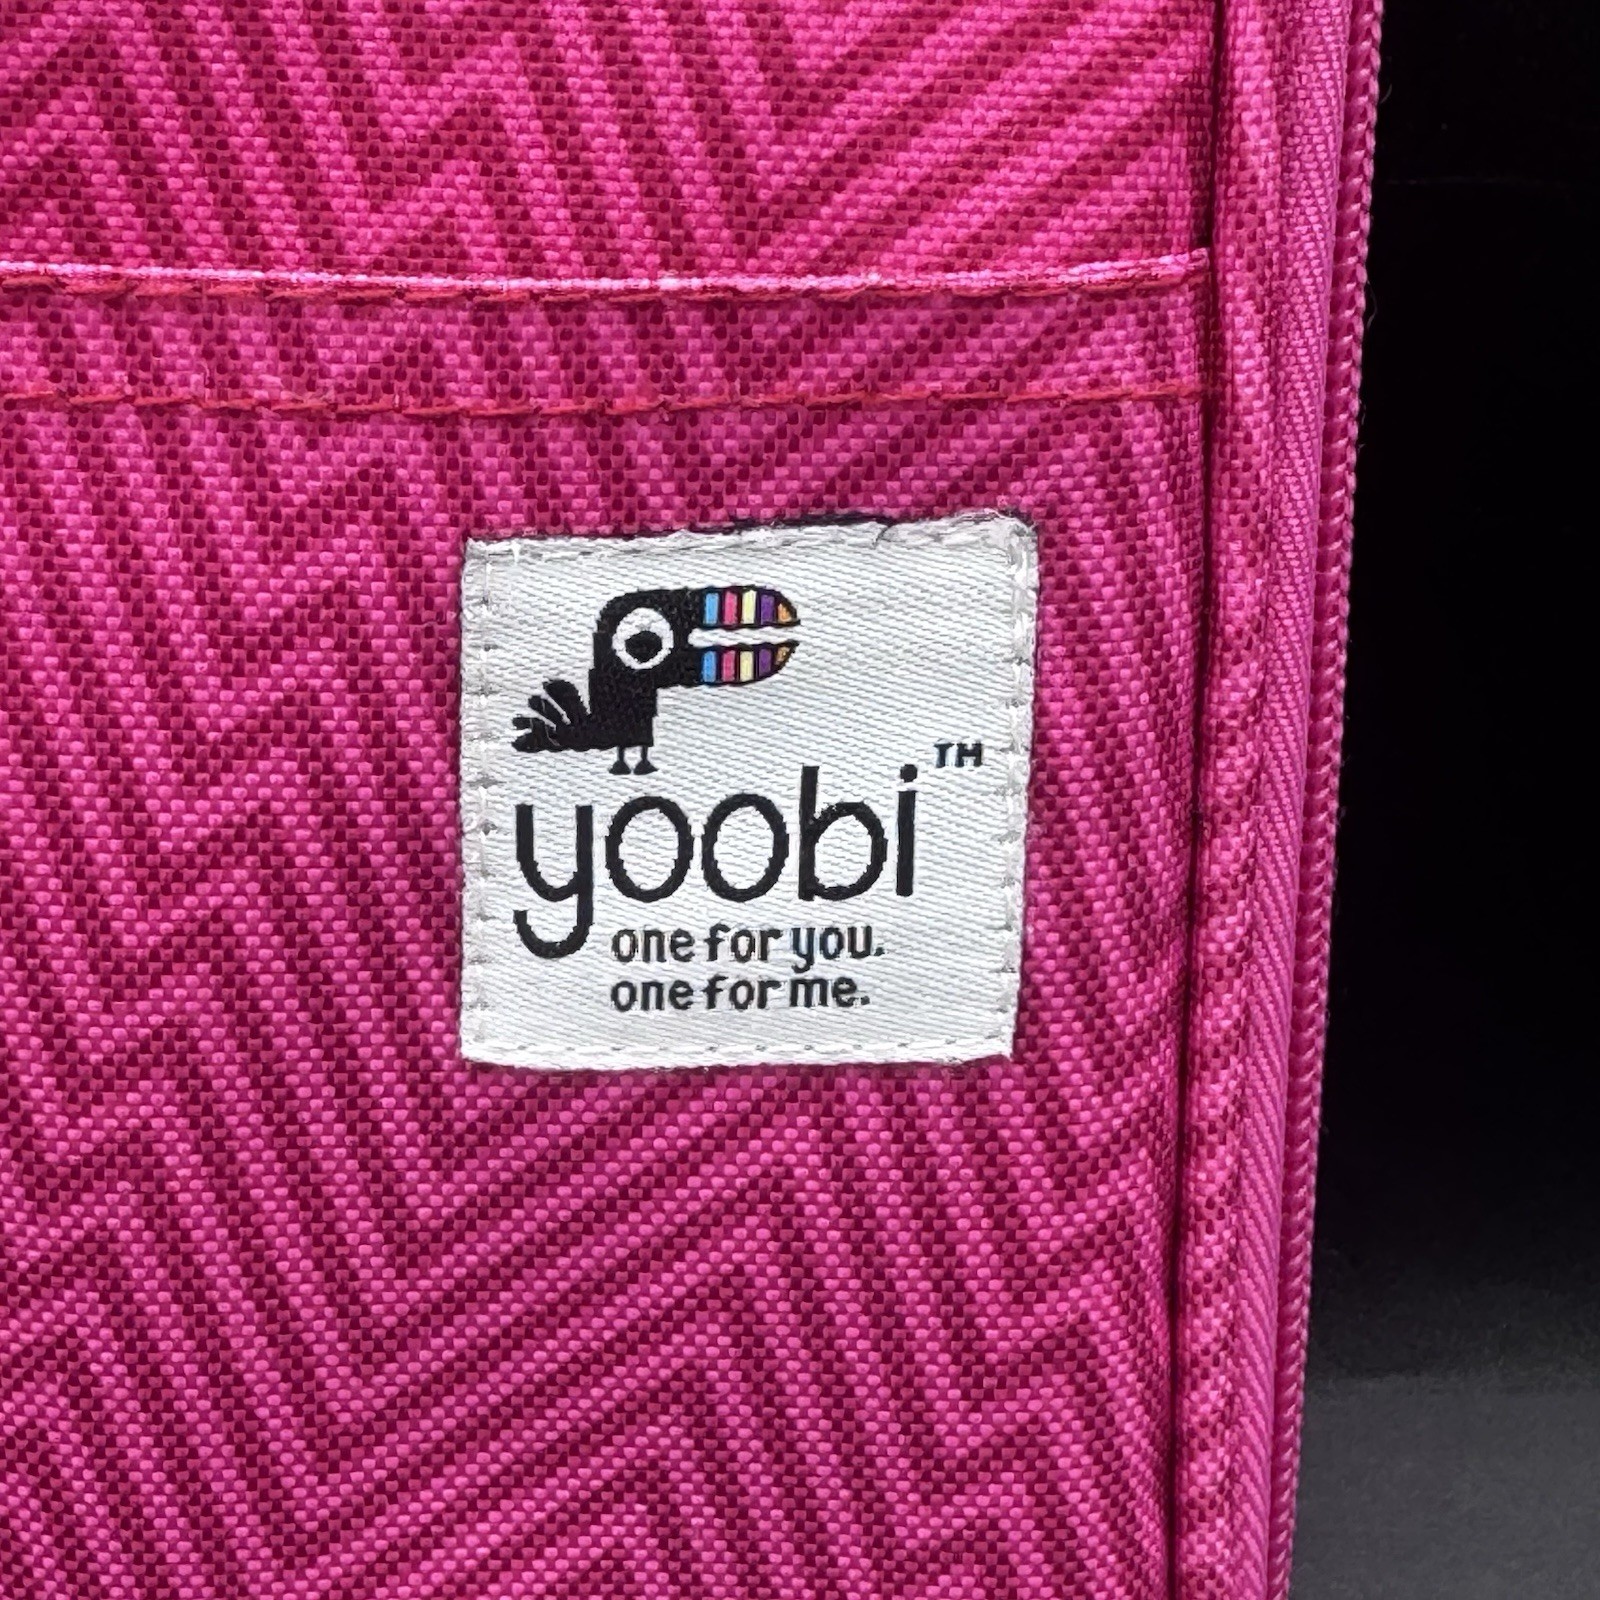 yoobi™
one for you.
one for me.